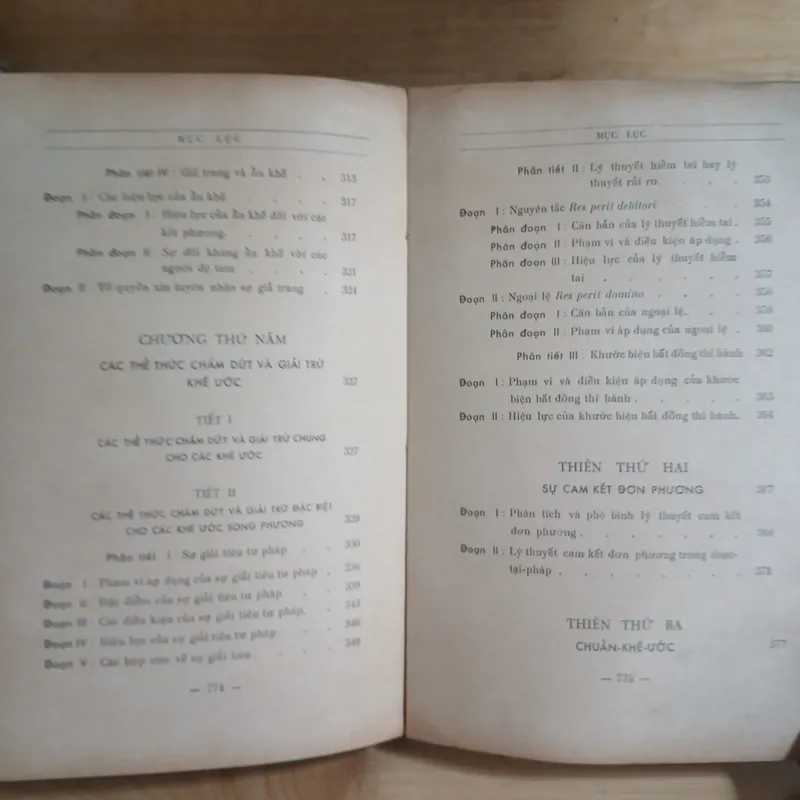 MỤC LỤC
Phân tiết IV : Giả trang và ẩn khế . . 313
Đoạn I : Các hiệu lực của ẩn khế . . . . 317
Phân đoạn I : Hiệu lực của ẩn khế đối với các
kết phương. . . . . 317
Phân đoạn II : Sự đối kháng ẩn khế với các
người đệ tam . . . . 321
Đoạn II : Tố-quyền xin tuyên nhận sự giả trang . 324
CHƯƠNG THỨ NĂM
CÁC THỂ THỨC CHẤM DỨT VÀ GIẢI TRỪ
KHẾ ƯỚC 327
TIẾT I
CÁC THỂ THỨC CHẤM DỨT VÀ GIẢI TRỪ CHUNG
CHO CÁC KHẾ ƯỚC 327
TIẾT II
CÁC THỂ THỨC CHẤM DỨT VÀ GIẢI TRỪ ĐẶC BIỆT
CHO CÁC KHẾ ƯỚC SONG PHƯƠNG 329
Phân tiết I : Sự giải tiêu tư pháp . . 330
Đoạn I : Phạm vi áp dụng của sự giải tiêu tư pháp .
Đoạn II : Đặc điểm của sự giải tiêu tư pháp . .
Đoạn III : Các điều kiện của sự giải tiêu tư pháp.
Đoạn IV : Hiệu lực của sự giải tiêu tư pháp . .
Đoạn V : Các hợp ước về sự giải tiêu . . . . 349
— 774 —
MỤC LỤC
Phân tiết II : Lý thuyết hiểm tai hay lý
thuyết rủi ro. . . . 353
Đoạn I : Nguyên tắc Res perit debitori . . . . 354
Phân đoạn I : Căn bản của lý thuyết hiểm tai . 355
Phân đoạn II : Phạm vi và điều kiện áp dụng . 356
Phân đoạn III : Hiệu lực của lý thuyết hiểm
tai . . . . . 357
Đoạn II : Ngoại lệ Res perit domino . . . . 358
Phân đoạn I : Căn bản của ngoại lệ. . . . 359
Phân đoạn II : Phạm vi áp dụng của ngoại lệ . 360
Phân tiết III : Khước biện bất đồng thi hành 362
Đoạn I : Phạm vi và điều kiện áp dụng của khước
biện bất đồng thi hành . . . . . 363
Đoạn II : Hiệu lực của khước biện bất đồng thi hành. 364
THIÊN THỨ HAI
SỰ CAM KẾT ĐƠN PHƯƠNG 367
Đoạn I : Phân tích và phê bình lý thuyết cam kết
đơn phương . . . . . . .
Đoạn II : Lý thuyết cam kết đơn phương trong thực-
tại-pháp . . . . . . .
THIÊN THỨ BA
CHUẨN-KHẾ-ƯỚC 377
— 775 —